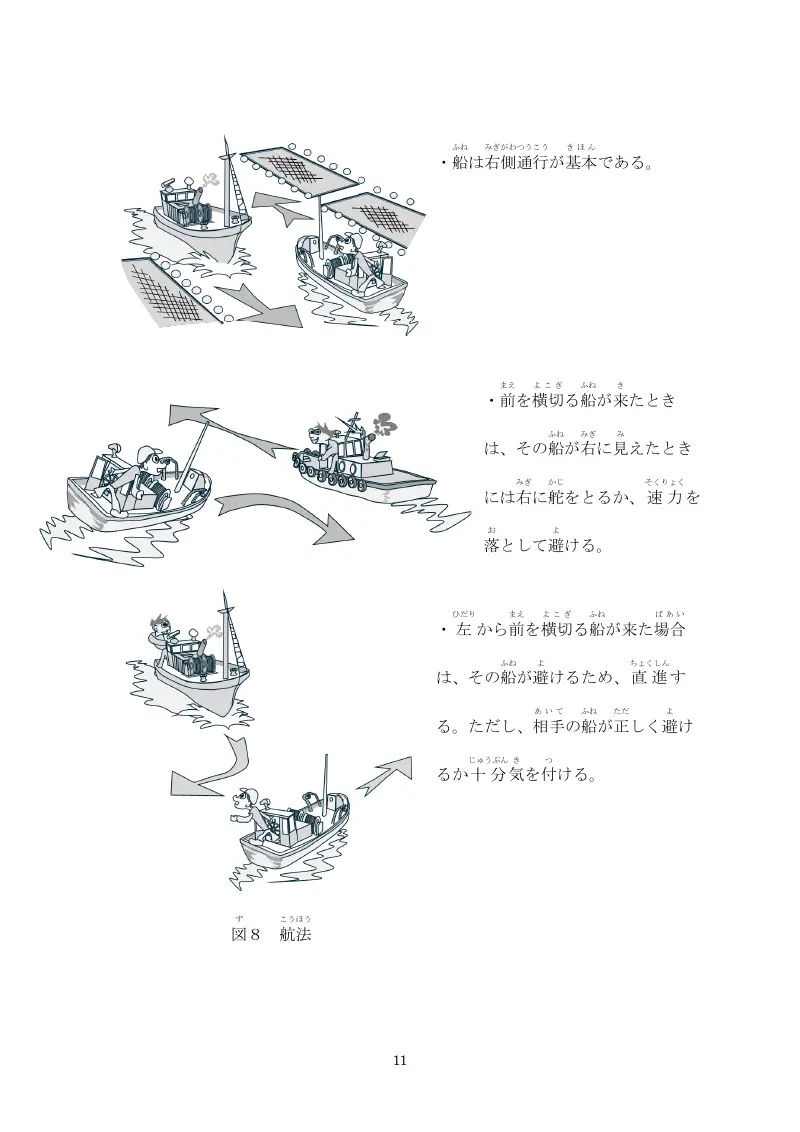 ・船は右側通行が基本である。
・前を横切る船が来たとき
は、その船が右に見えたとき
には右に舵をとるか、速力を
落として避ける。
・左から前を横切る船が来た場合
は、その船が避けるため、直進す
る。ただし、相手の船が正しく避け
るか十分気を付ける。
図８　航法
11